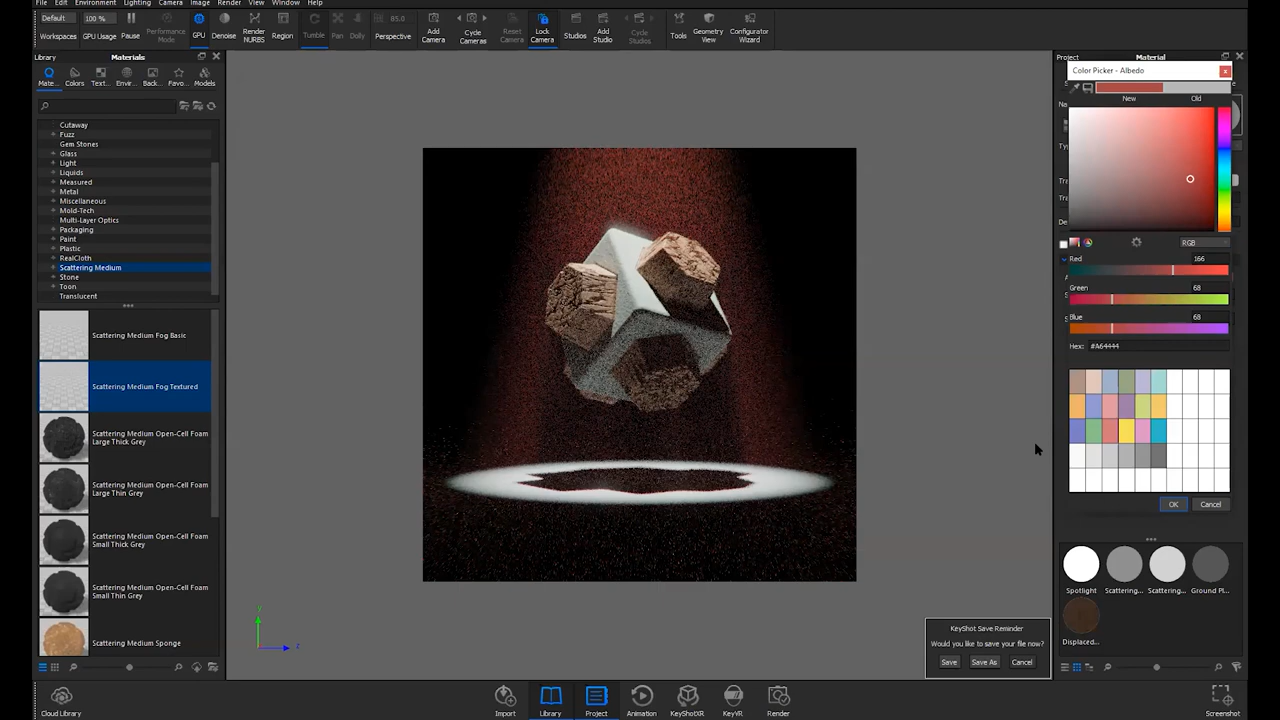 File Edit Environment Lighting Camera Image Render View Window Help
Default 100 % 85.0
Workspaces GPU Usage Pause Performance Mode GPU Denoise Render NURBS Region Tumble Pan Dolly Perspective Add Camera Cycle Cameras Reset Camera Lock Camera Studios Add Studio Cycle Studios Tools Geometry View Configurator Wizard
Library Materials
Mate... Colors Text... Envir... Back... Favo... Models
Cutaway
Fuzz
Gem Stones
Glass
Light
Liquids
Measured
Metal
Miscellaneous
Mold-Tech
Multi-Layer Optics
Packaging
Paint
Plastic
RealCloth
Scattering Medium
Stone
Toon
Translucent
Scattering Medium Fog Basic
Scattering Medium Fog Textured
Scattering Medium Open-Cell Foam
Large Thick Grey
Scattering Medium Open-Cell Foam
Large Thin Grey
Scattering Medium Open-Cell Foam
Small Thick Grey
Scattering Medium Open-Cell Foam
Small Thin Grey
Scattering Medium Sponge
y
z
Project Material
Color Picker - Albedo x
New Old
RGB
Red 166
Green 68
Blue 68
Hex: #A64444
OK Cancel
Spotlight Scattering... Scattering... Ground Pl...
Displaced...
KeyShot Save Reminder
Would you like to save your file now?
Save Save As Cancel
Cloud Library Import Library Project Animation KeyShotXR KeyVR Render Screenshot